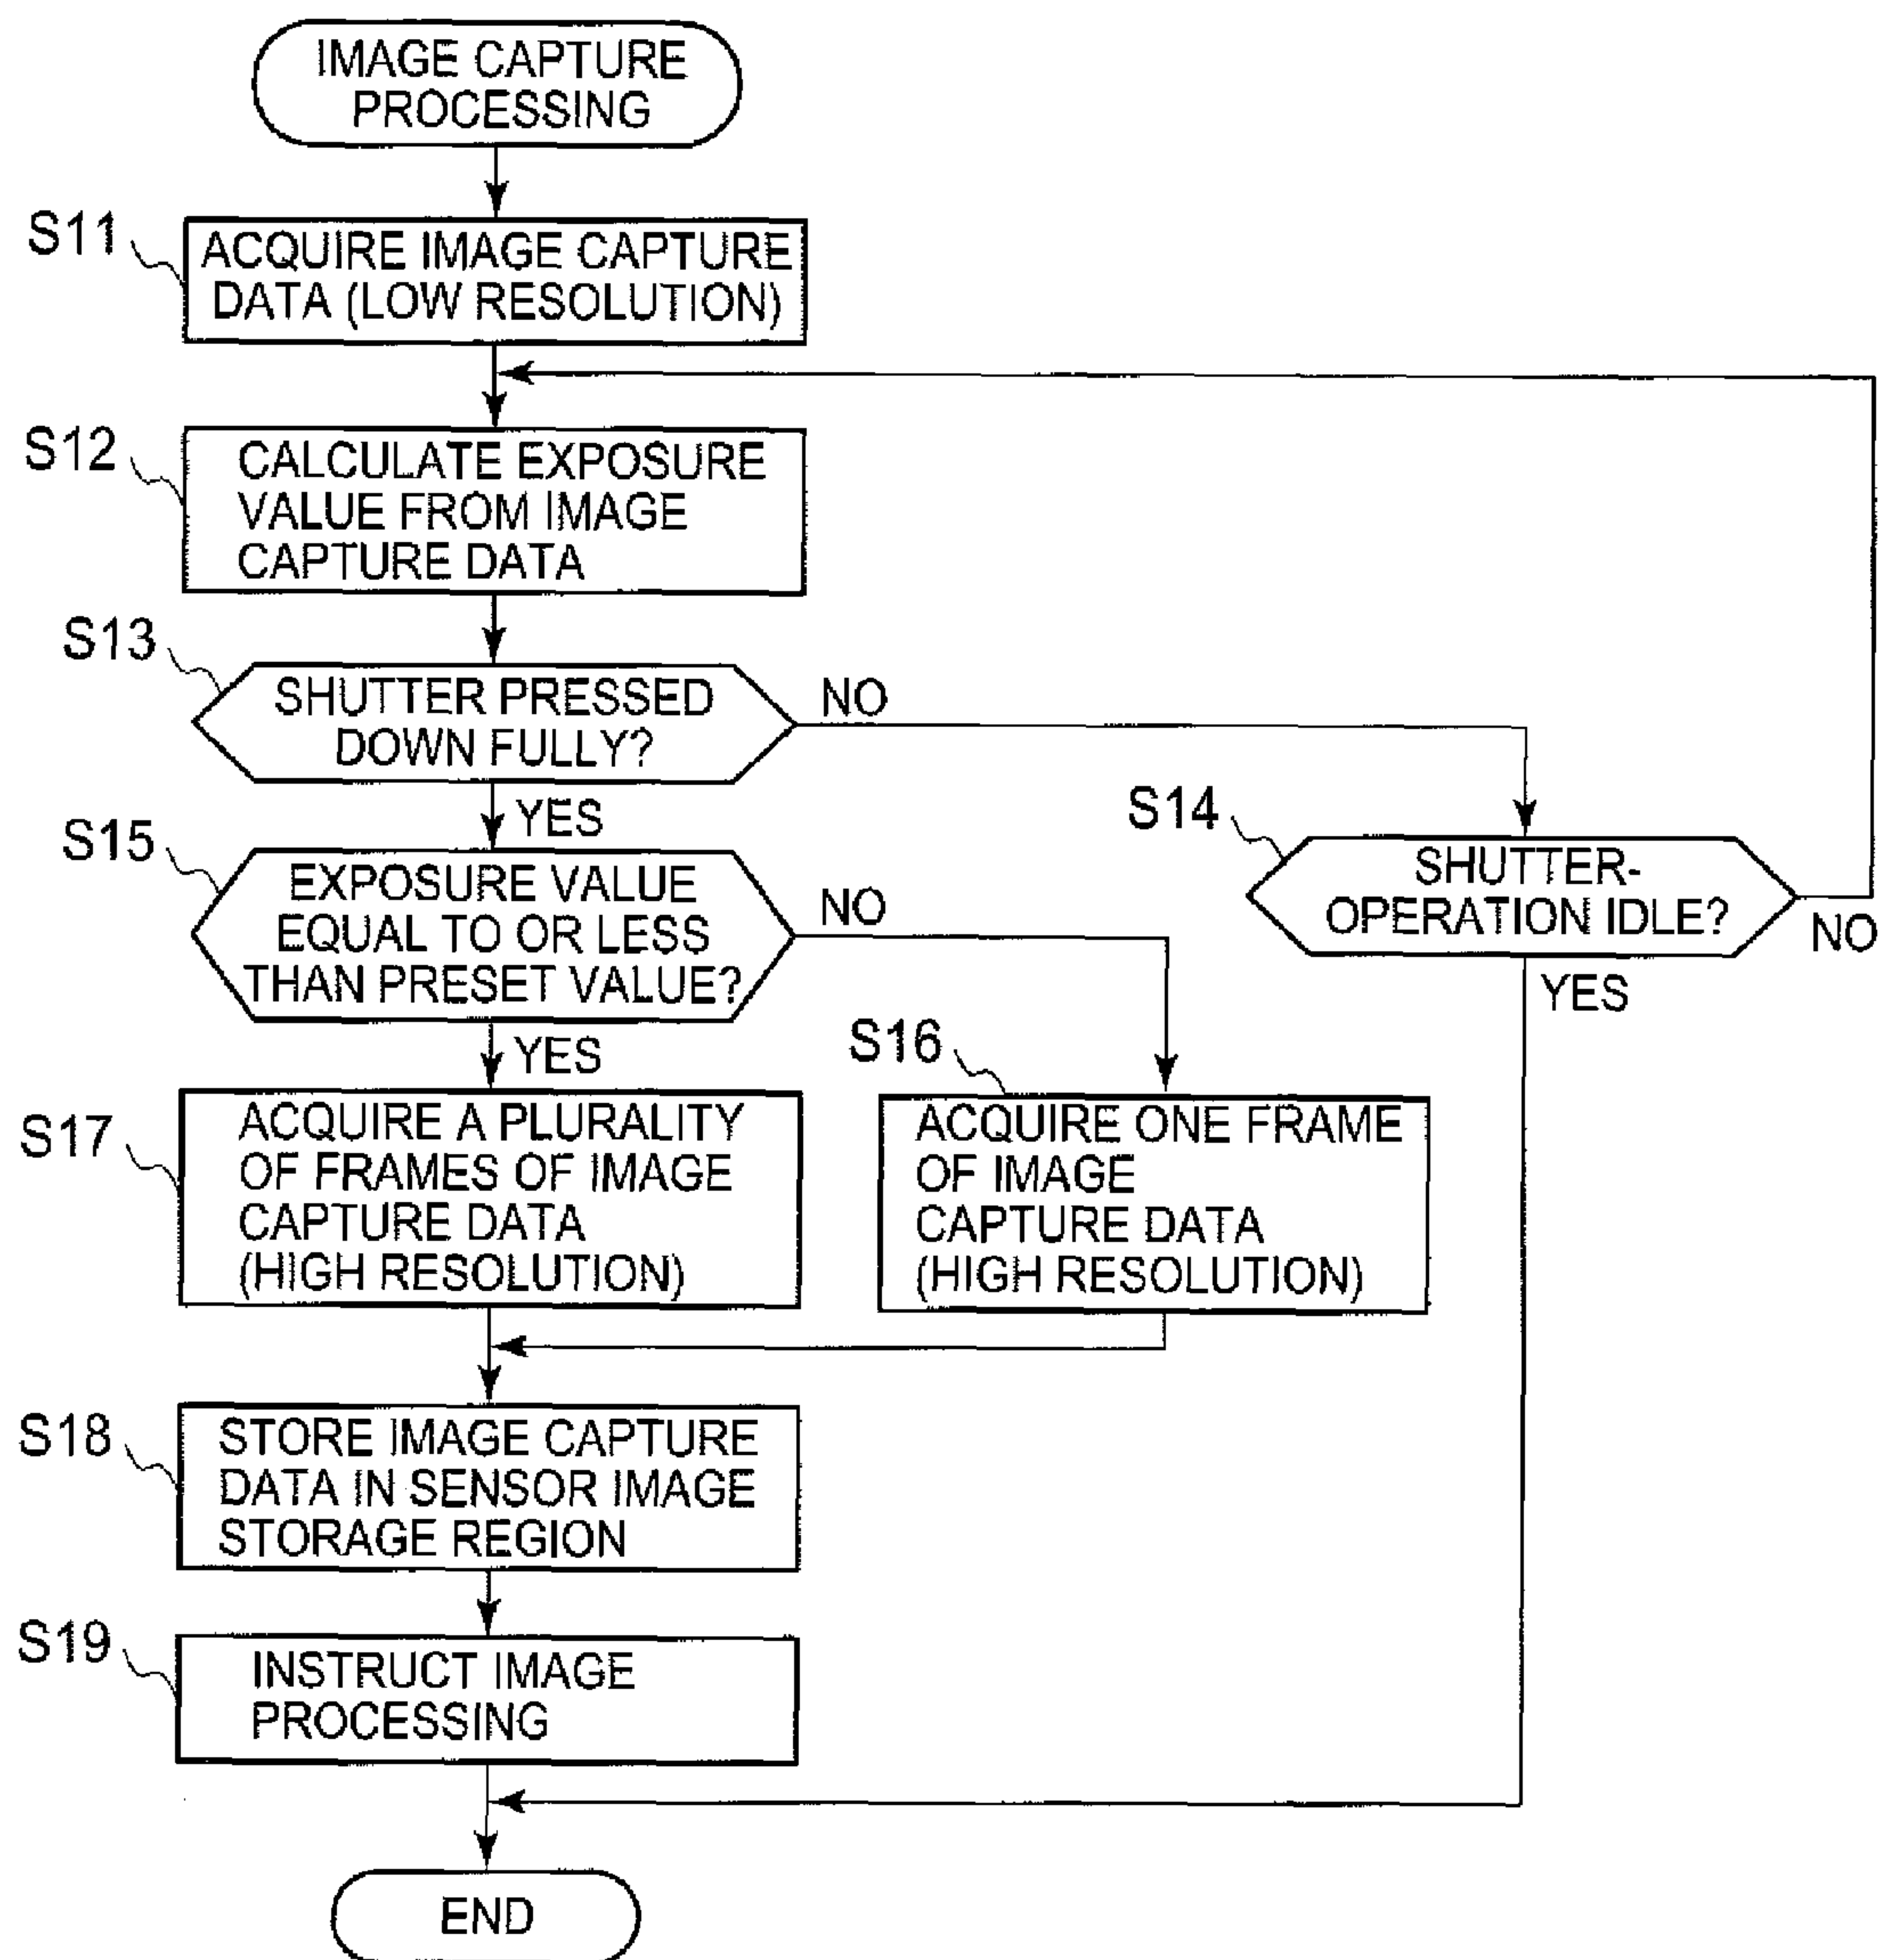 IMAGE CAPTURE
PROCESSING
S11
ACQUIRE IMAGE CAPTURE
DATA (LOW RESOLUTION)
S12
CALCULATE EXPOSURE
VALUE FROM IMAGE
CAPTURE DATA
S13
SHUTTER PRESSED
DOWN FULLY?
NO
YES
S14
SHUTTER-
OPERATION IDLE?
NO
YES
S15
EXPOSURE VALUE
EQUAL TO OR LESS
THAN PRESET VALUE?
NO
YES
S16
ACQUIRE ONE FRAME
OF IMAGE
CAPTURE DATA
(HIGH RESOLUTION)
S17
ACQUIRE A PLURALITY
OF FRAMES OF IMAGE
CAPTURE DATA
(HIGH RESOLUTION)
S18
STORE IMAGE CAPTURE
DATA IN SENSOR IMAGE
STORAGE REGION
S19
INSTRUCT IMAGE
PROCESSING
END